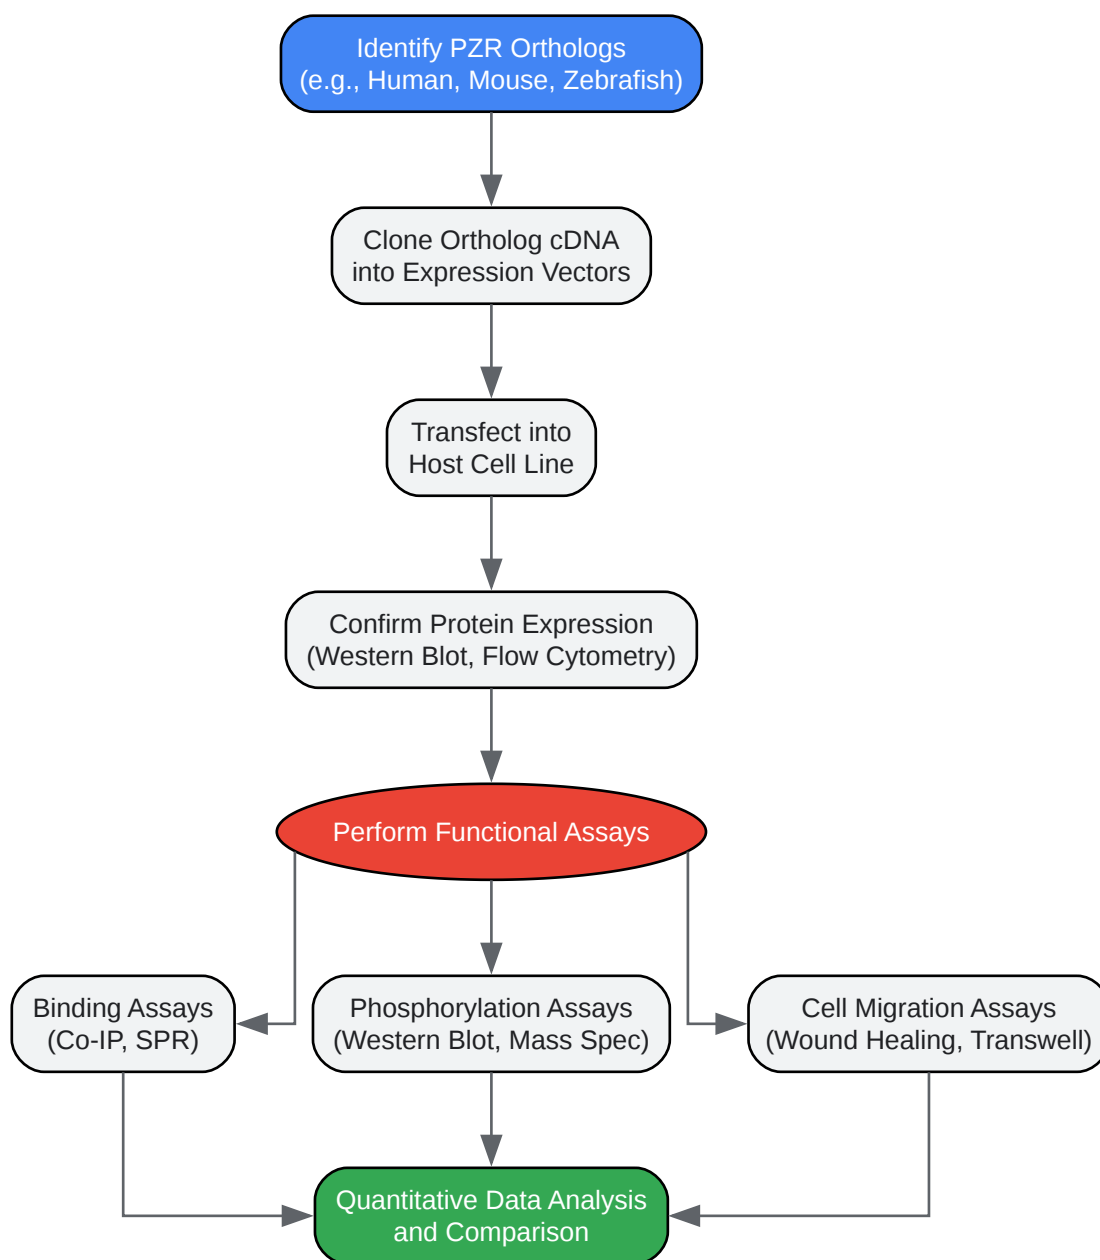 Identify PZR Orthologs
(e.g., Human, Mouse, Zebrafish)
Clone Ortholog cDNA
into Expression Vectors
Transfect into
Host Cell Line
Confirm Protein Expression
(Western Blot, Flow Cytometry)
Perform Functional Assays
Binding Assays
(Co-IP, SPR)
Phosphorylation Assays
(Western Blot, Mass Spec)
Cell Migration Assays
(Wound Healing, Transwell)
Quantitative Data Analysis
and Comparison